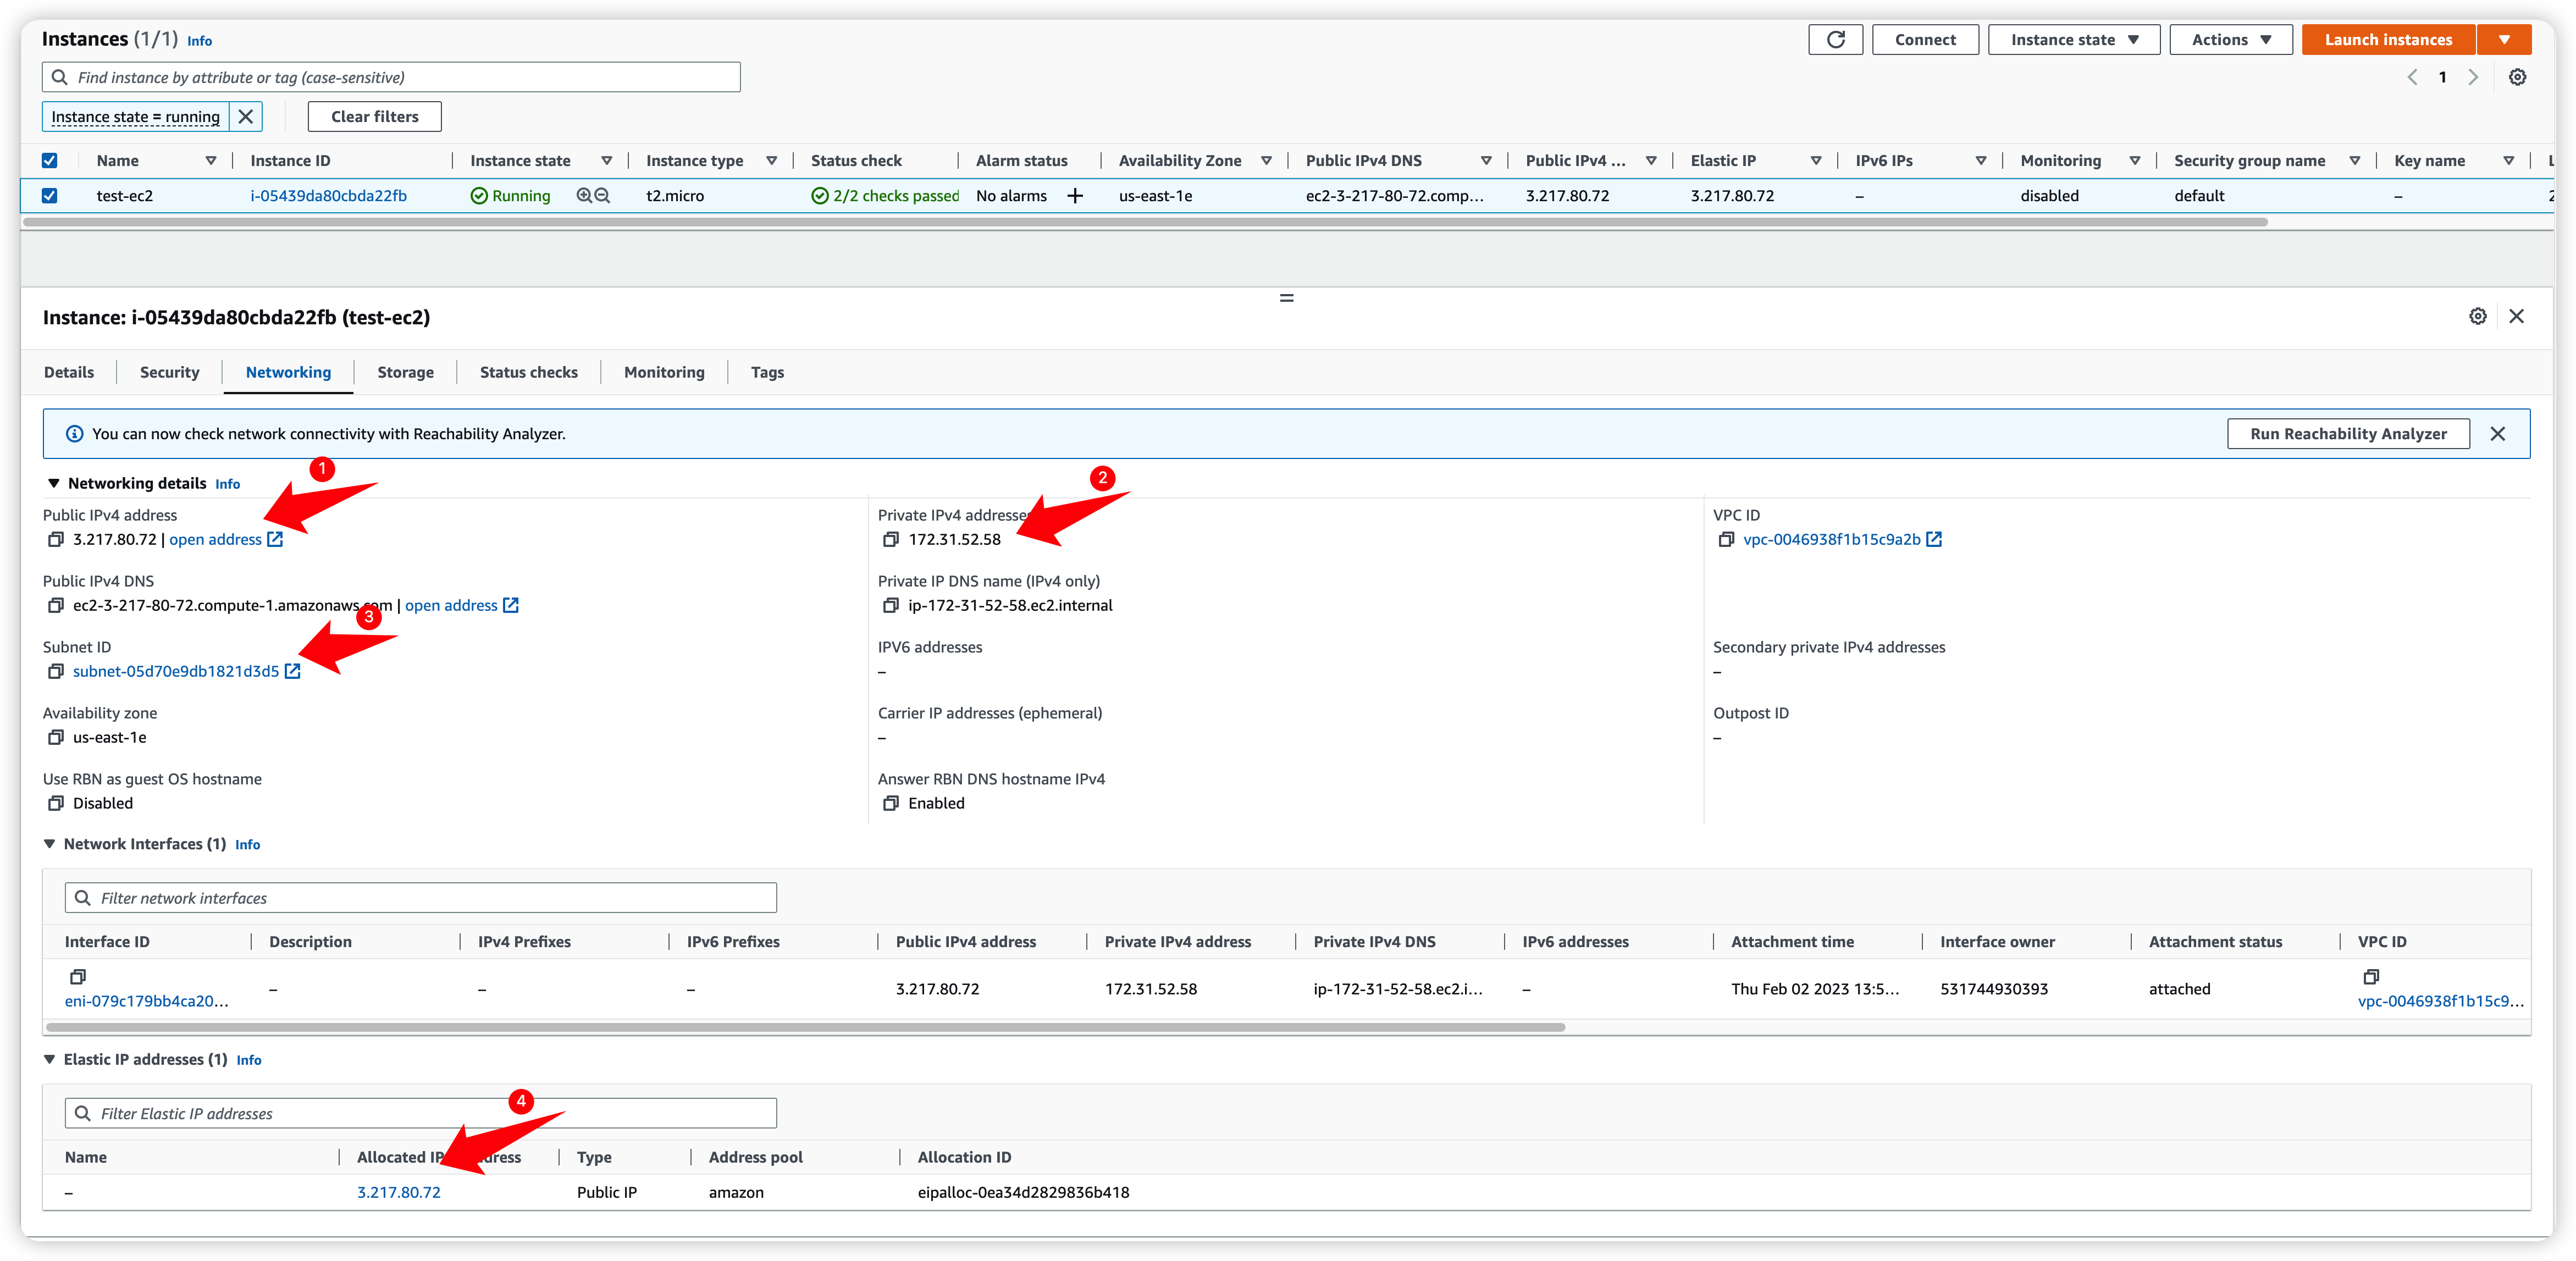 Instances (1/1) Info
Connect Instance state Actions Launch instances
Find instance by attribute or tag (case-sensitive)
1
Instance state = running Clear filters
Name Instance ID Instance state Instance type Status check Alarm status Availability Zone Public IPv4 DNS Public IPv4 ... Elastic IP IPv6 IPs Monitoring Security group name Key name
test-ec2 i-05439da80cbda22fb Running t2.micro 2/2 checks passed No alarms + us-east-1e ec2-3-217-80-72.comp... 3.217.80.72 3.217.80.72 – disabled default –
Instance: i-05439da80cbda22fb (test-ec2)
Details Security Networking Storage Status checks Monitoring Tags
You can now check network connectivity with Reachability Analyzer. Run Reachability Analyzer
1
2
Networking details Info
Public IPv4 address Private IPv4 addresses VPC ID
3.217.80.72 | open address 172.31.52.58 vpc-0046938f1b15c9a2b
Public IPv4 DNS Private IP DNS name (IPv4 only)
ec2-3-217-80-72.compute-1.amazonaws.com | open address ip-172-31-52-58.ec2.internal
3
Subnet ID IPV6 addresses Secondary private IPv4 addresses
subnet-05d70e9db1821d3d5 – –
Availability zone Carrier IP addresses (ephemeral) Outpost ID
us-east-1e – –
Use RBN as guest OS hostname Answer RBN DNS hostname IPv4
Disabled Enabled
Network Interfaces (1) Info
Filter network interfaces
Interface ID Description IPv4 Prefixes IPv6 Prefixes Public IPv4 address Private IPv4 address Private IPv4 DNS IPv6 addresses Attachment time Interface owner Attachment status VPC ID
eni-079c179bb4ca20... – – – 3.217.80.72 172.31.52.58 ip-172-31-52-58.ec2.i... – Thu Feb 02 2023 13:5... 531744930393 attached vpc-0046938f1b15c9...
Elastic IP addresses (1) Info
4
Filter Elastic IP addresses
Name Allocated IP Type Address pool Allocation ID
– 3.217.80.72 Public IP amazon eipalloc-0ea34d2829836b418